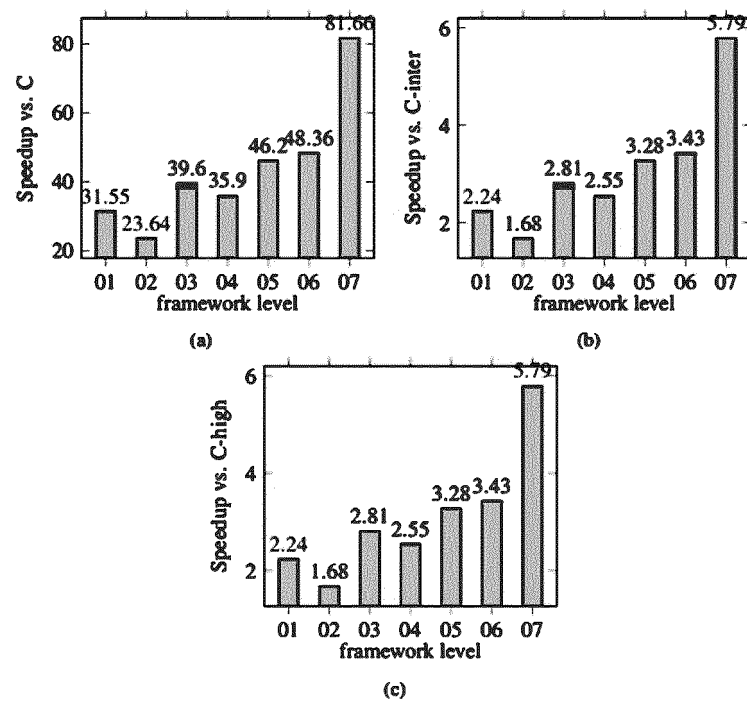 81.66
80
60
40
20
Speedup vs. C
31.55
23.64
39.6
35.9
46.2
48.36
01 02 03 04 05 06 07
framework level
(a)
5.79
6
4
2
Speedup vs. C-inter
2.24
1.68
2.81
2.55
3.28
3.43
01 02 03 04 05 06 07
framework level
(b)
5.79
6
4
2
Speedup vs. C-high
2.24
1.68
2.81
2.55
3.28
3.43
01 02 03 04 05 06 07
framework level
(c)